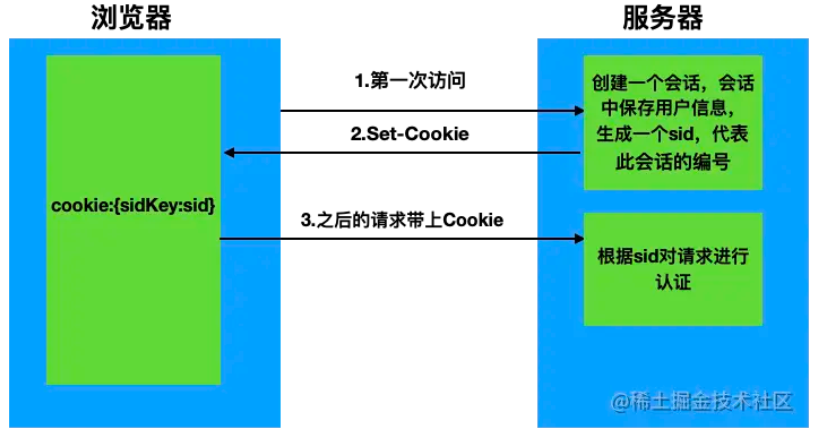 浏览器
服务器
1.第一次访问
创建一个会话，会话
中保存用户信息，
生成一个sid，代表
此会话的编号
2.Set-Cookie
cookie:{sidKey:sid}
3.之后的请求带上Cookie
根据sid对请求进行
认证
@稀土掘金技术社区